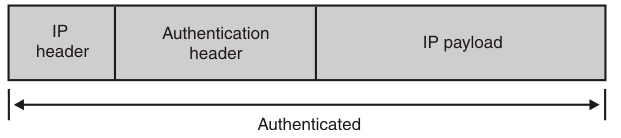 IP
header
Authentication
header
IP payload
Authenticated